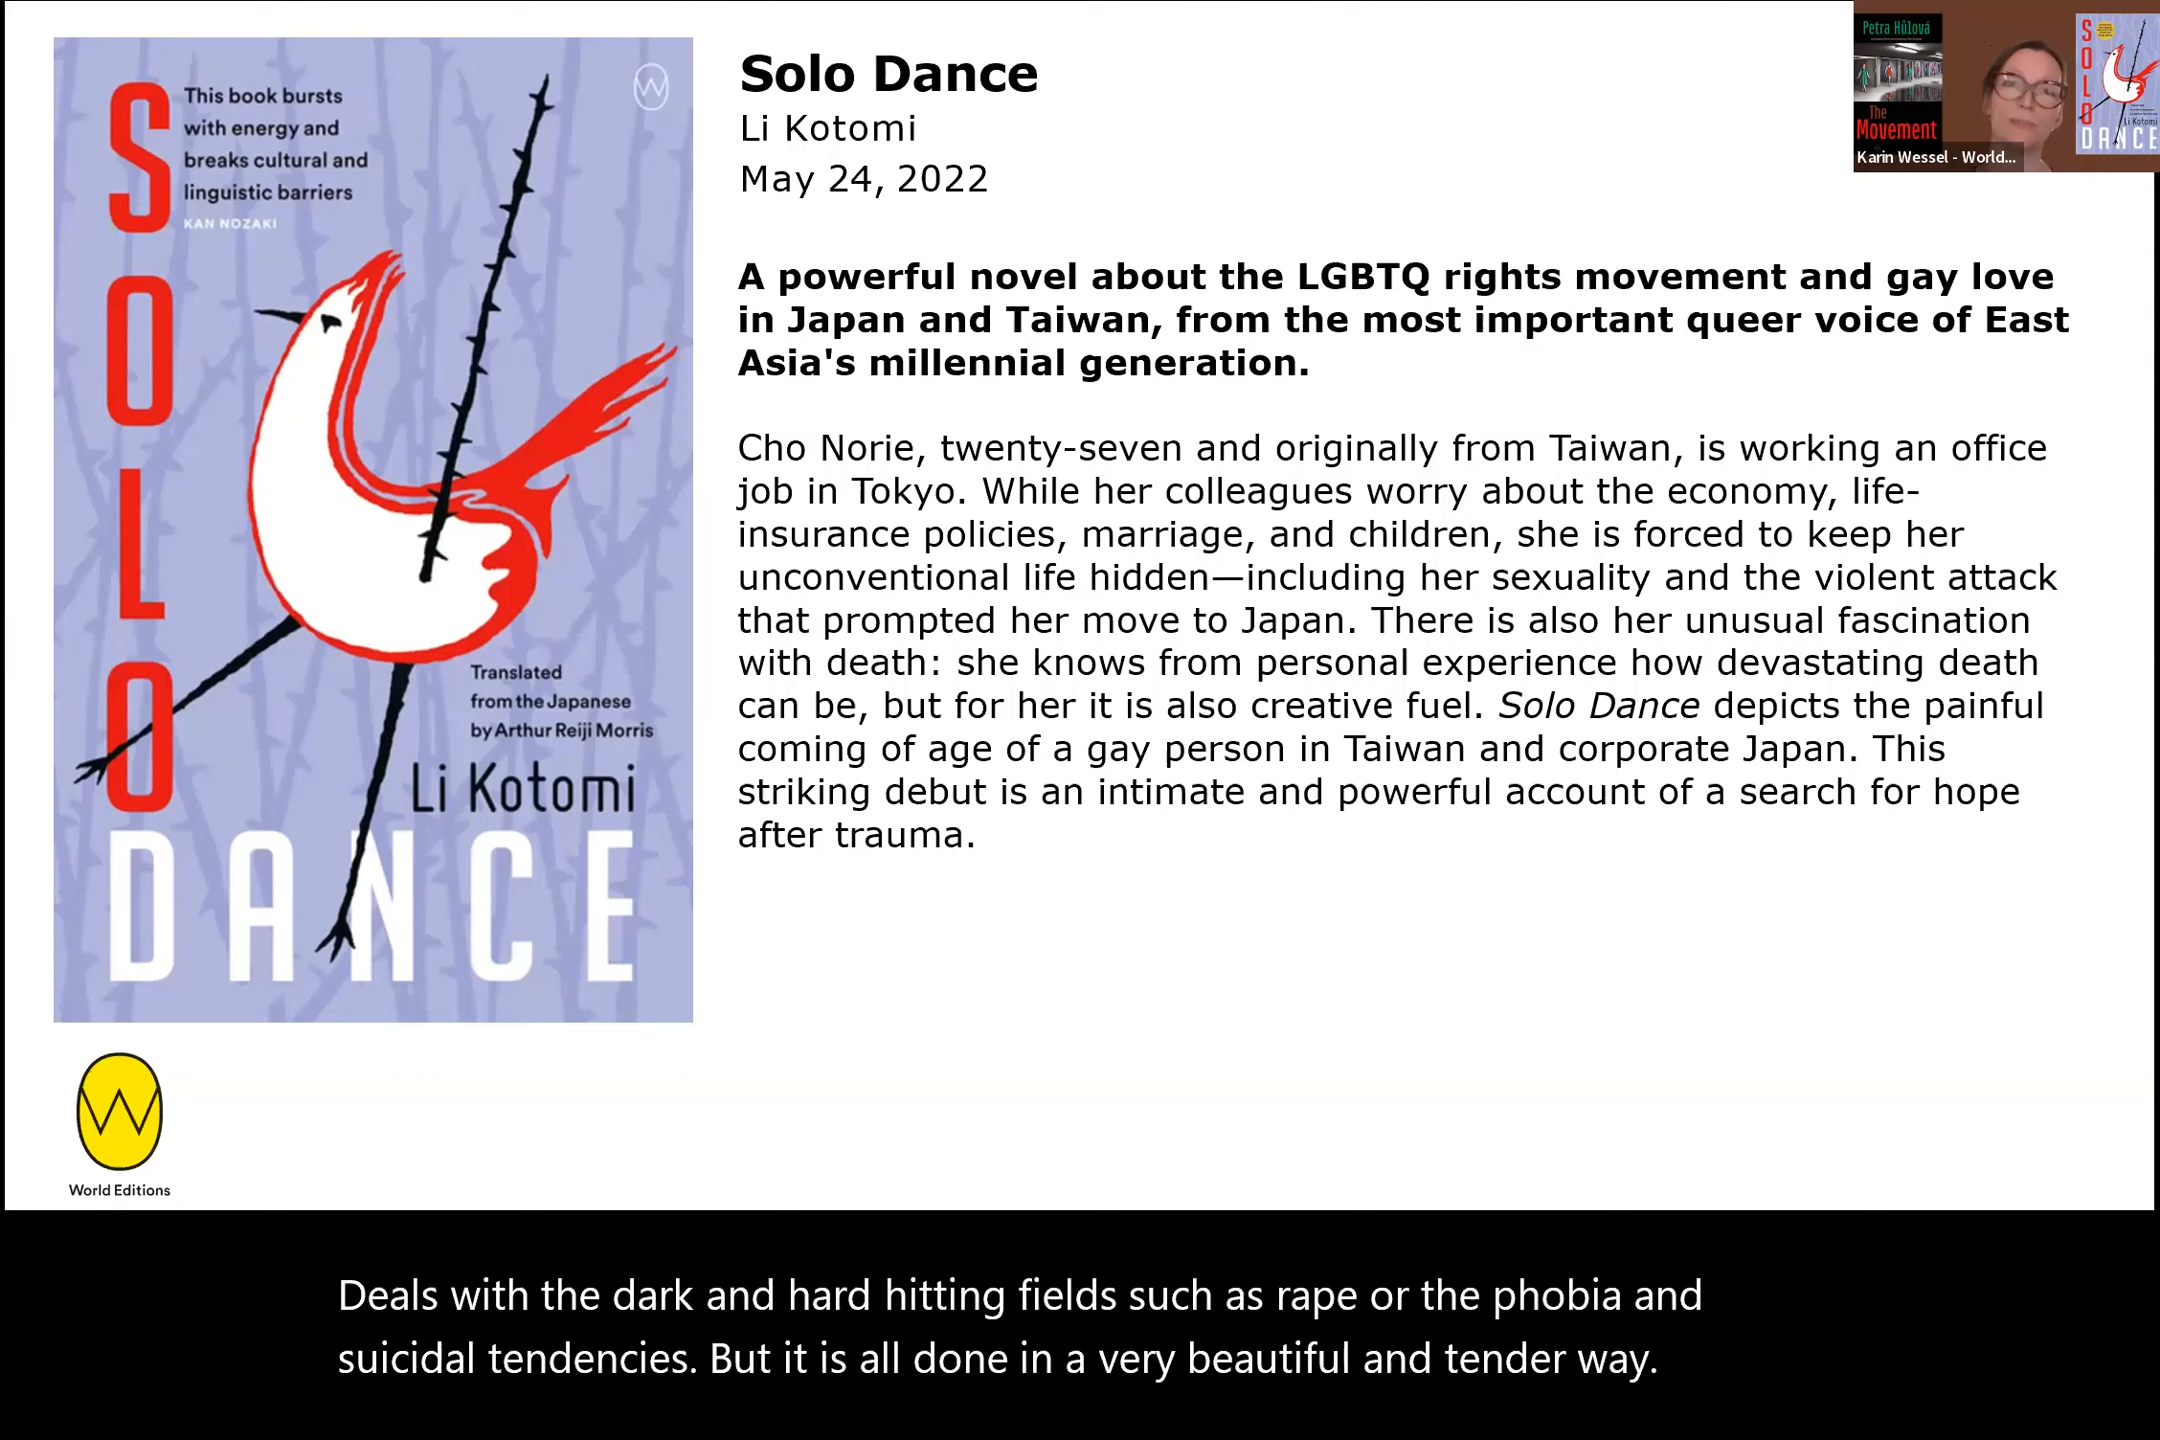 SOLO
This book bursts
with energy and
breaks cultural and
linguistic barriers
KAN NOZAKI
W
Translated
from the Japanese
by Arthur Reiji Morris
Li Kotomi
DANCE
Solo Dance
Li Kotomi
May 24, 2022
A powerful novel about the LGBTQ rights movement and gay love
in Japan and Taiwan, from the most important queer voice of East
Asia's millennial generation.
Cho Norie, twenty-seven and originally from Taiwan, is working an office
job in Tokyo. While her colleagues worry about the economy, life-
insurance policies, marriage, and children, she is forced to keep her
unconventional life hidden—including her sexuality and the violent attack
that prompted her move to Japan. There is also her unusual fascination
with death: she knows from personal experience how devastating death
can be, but for her it is also creative fuel. Solo Dance depicts the painful
coming of age of a gay person in Taiwan and corporate Japan. This
striking debut is an intimate and powerful account of a search for hope
after trauma.
Petra Hůlová
The
Movement
Karin Wessel - World...
SOLO
Li Kotomi
DANCE
W
World Editions
Deals with the dark and hard hitting fields such as rape or the phobia and
suicidal tendencies. But it is all done in a very beautiful and tender way.